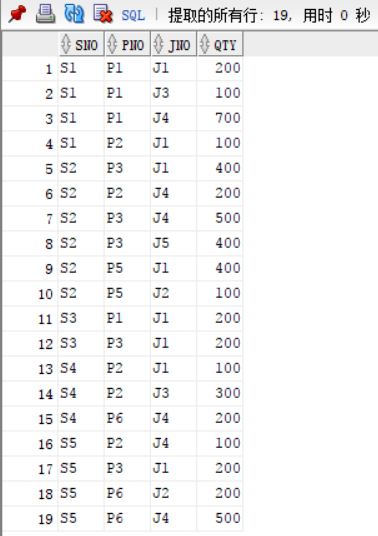 SQL | 提取的所有行: 19, 用时 0 秒
SNO PNO JNO QTY
1 S1 P1 J1 200
2 S1 P1 J3 100
3 S1 P1 J4 700
4 S1 P2 J1 100
5 S2 P3 J1 400
6 S2 P2 J4 200
7 S2 P3 J4 500
8 S2 P3 J5 400
9 S2 P5 J1 400
10 S2 P5 J2 100
11 S3 P1 J1 200
12 S3 P3 J1 200
13 S4 P2 J1 100
14 S4 P2 J3 300
15 S4 P6 J4 200
16 S5 P2 J4 100
17 S5 P3 J1 200
18 S5 P6 J2 200
19 S5 P6 J4 500